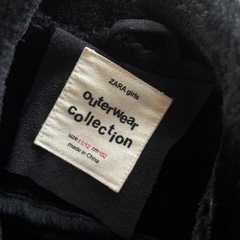 ZARA girls
outerwear
collection
size 11/12 cm 152
made in China